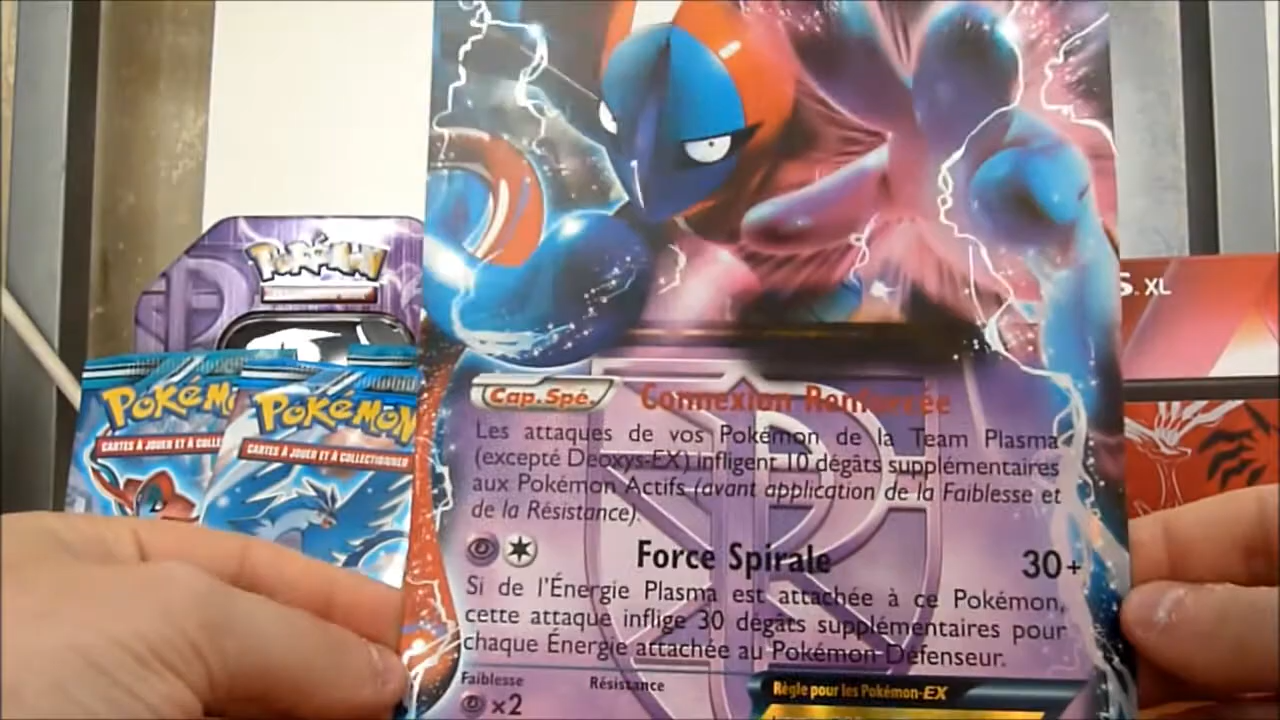 Pokémon
S. XL
Pokém
CARTES À JOUER ET À COLLE
Pokémon
CARTES À JOUER ET À COLLECTIONNER
Cap. Spé. Connexion Renforcée
Les attaques de vos Pokémon de la Team Plasma
(excepté Deoxys-EX) infligent 10 dégâts supplémentaires
aux Pokémon Actifs (avant application de la Faiblesse et
de la Résistance).
Force Spirale 30+
Si de l'Énergie Plasma est attachée à ce Pokémon,
cette attaque inflige 30 dégâts supplémentaires pour
chaque Énergie attachée au Pokémon Défenseur.
Faiblesse Résistance
x2
Règle pour les Pokémon-EX